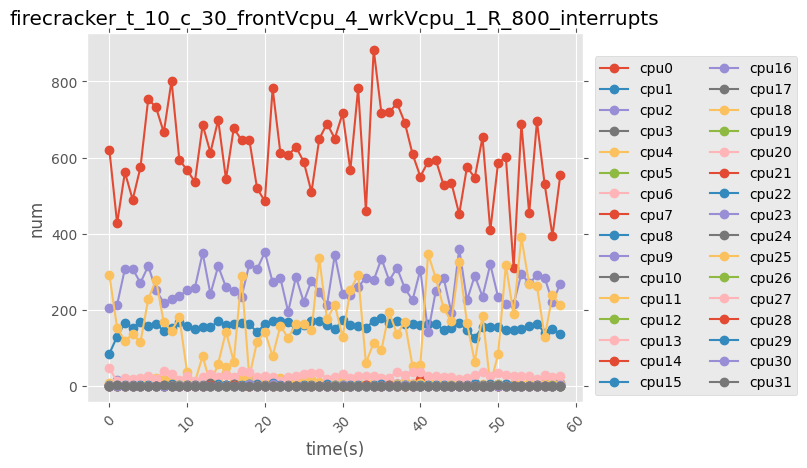 firecracker_t_10_c_30_frontVcpu_4_wrkVcpu_1_R_800_interrupts
num
800
600
400
200
0
0
10
20
30
40
50
60
time(s)
cpu0
cpu1
cpu2
cpu3
cpu4
cpu5
cpu6
cpu7
cpu8
cpu9
cpu10
cpu11
cpu12
cpu13
cpu14
cpu15
cpu16
cpu17
cpu18
cpu19
cpu20
cpu21
cpu22
cpu23
cpu24
cpu25
cpu26
cpu27
cpu28
cpu29
cpu30
cpu31